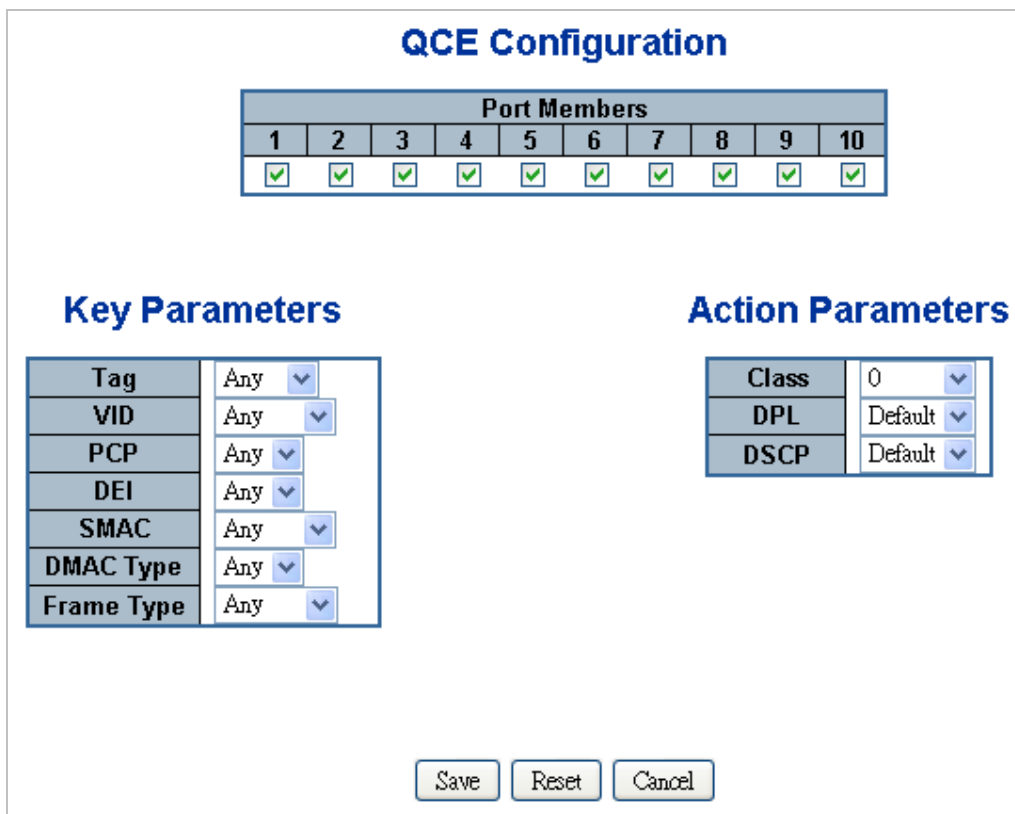 QCE Configuration
Port Members
1 2 3 4 5 6 7 8 9 10
Key Parameters
Tag Any
VID Any
PCP Any
DEI Any
SMAC Any
DMAC Type Any
Frame Type Any
Action Parameters
Class 0
DPL Default
DSCP Default
Save Reset Cancel